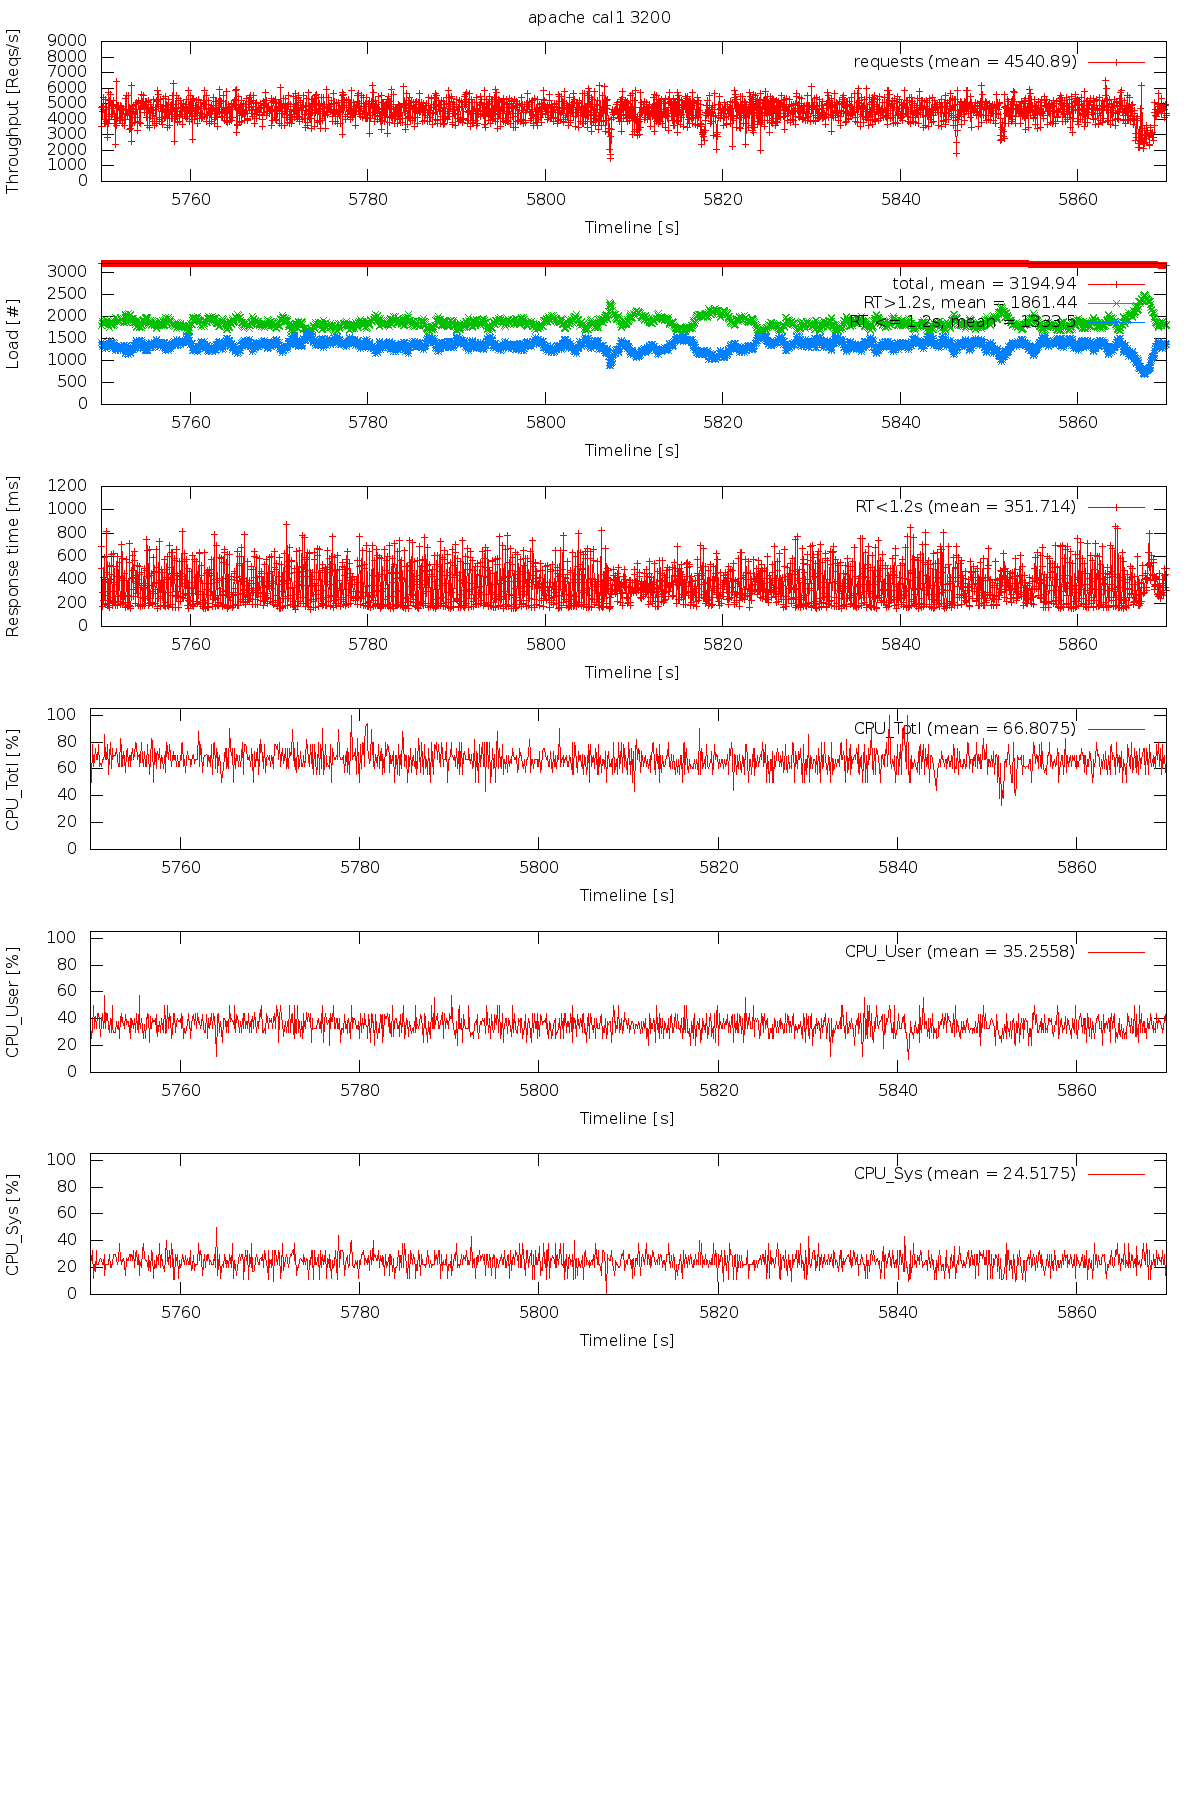 apache cal1 3200
Throughput [Reqs/s]
9000
8000
7000
6000
5000
4000
3000
2000
1000
0
requests (mean = 4540.89)
5760 5780 5800 5820 5840 5860
Timeline [s]
Load [#]
3000
2500
2000
1500
1000
500
0
total, mean = 3194.94
RT>1.2s, mean = 1861.44
RT <= 1.2s, mean = 1333.5
5760 5780 5800 5820 5840 5860
Timeline [s]
Response time [ms]
1200
1000
800
600
400
200
0
RT<1.2s (mean = 351.714)
5760 5780 5800 5820 5840 5860
Timeline [s]
CPU_Totl [%]
100
80
60
40
20
0
CPU_Totl (mean = 66.8075)
5760 5780 5800 5820 5840 5860
Timeline [s]
CPU_User [%]
100
80
60
40
20
0
CPU_User (mean = 35.2558)
5760 5780 5800 5820 5840 5860
Timeline [s]
CPU_Sys [%]
100
80
60
40
20
0
CPU_Sys (mean = 24.5175)
5760 5780 5800 5820 5840 5860
Timeline [s]